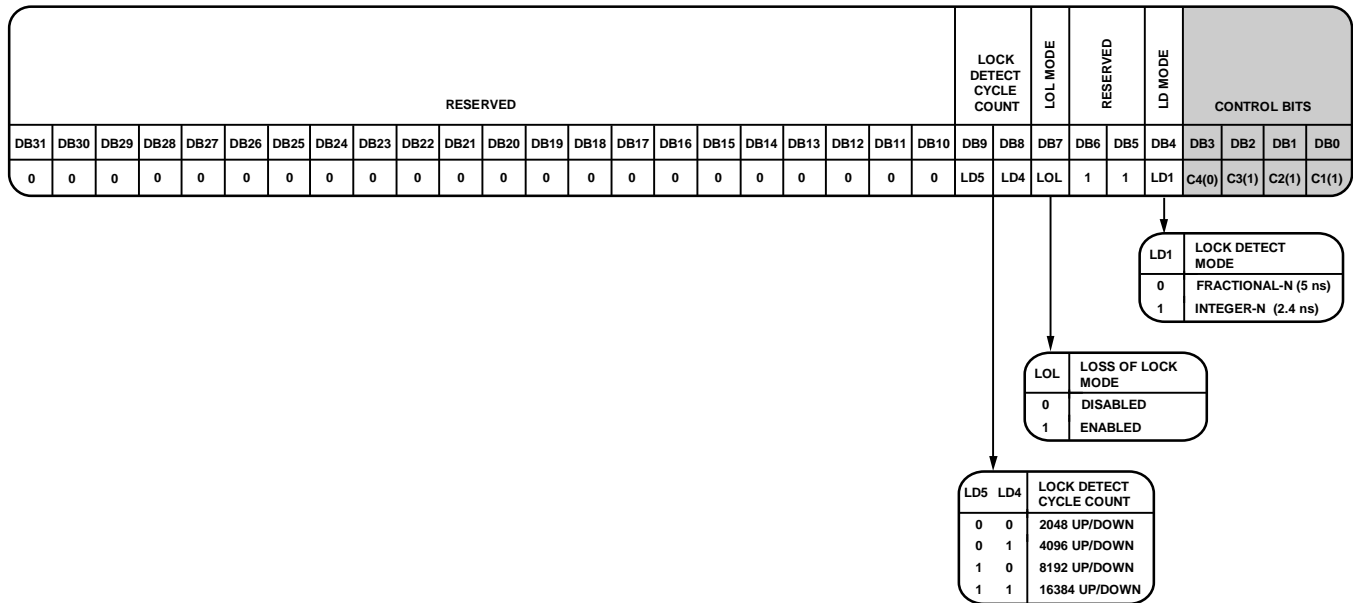 RESERVED
LOCK
DETECT
CYCLE
COUNT
LOL MODE
RESERVED
LD MODE
CONTROL BITS
DB31 DB30 DB29 DB28 DB27 DB26 DB25 DB24 DB23 DB22 DB21 DB20 DB19 DB18 DB17 DB16 DB15 DB14 DB13 DB12 DB11 DB10 DB9 DB8 DB7 DB6 DB5 DB4 DB3 DB2 DB1 DB0
0 0 0 0 0 0 0 0 0 0 0 0 0 0 0 0 0 0 0 0 0 0 LD5 LD4 LOL 1 1 LD1 C4(0) C3(1) C2(1) C1(1)
LD1 LOCK DETECT
MODE
0 FRACTIONAL-N (5 ns)
1 INTEGER-N (2.4 ns)
LOL LOSS OF LOCK
MODE
0 DISABLED
1 ENABLED
LD5 LD4 LOCK DETECT
CYCLE COUNT
0 0 2048 UP/DOWN
0 1 4096 UP/DOWN
1 0 8192 UP/DOWN
1 1 16384 UP/DOWN